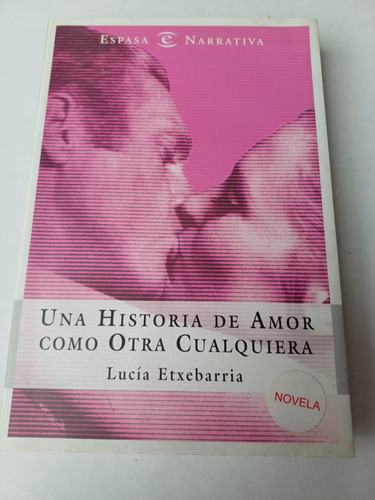 Espasa e Narrativa
Una Historia de Amor
como Otra Cualquiera
Lucía Etxebarria
NOVELA